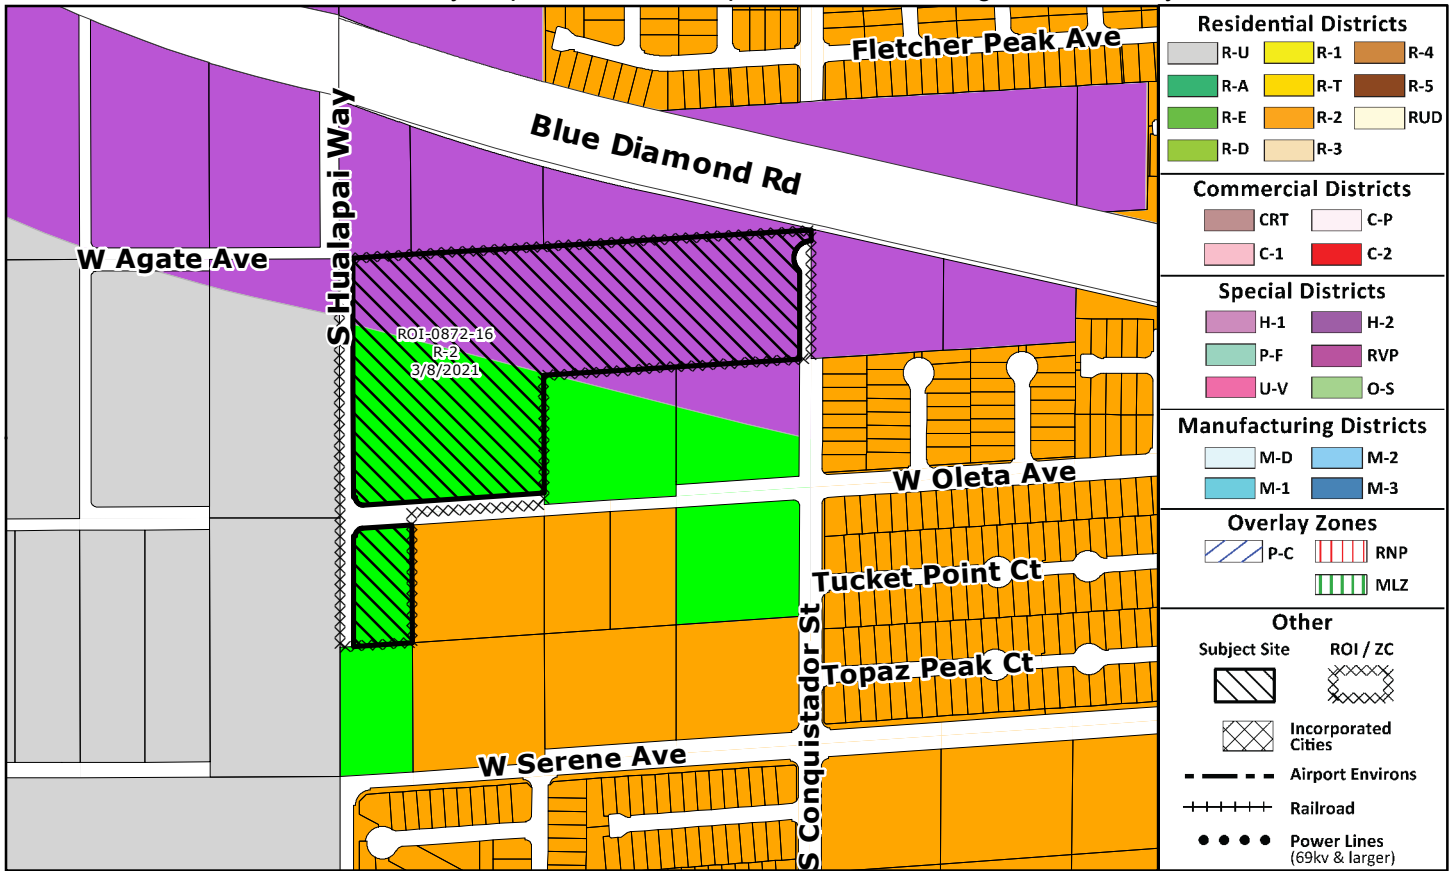 Fletcher Peak Ave
Blue Diamond Rd
S Hualapai Way
W Agate Ave
ROI-0872-16
R-2
3/8/2021
W Oleta Ave
Tucket Point Ct
Topaz Peak Ct
S Conquistador St
W Serene Ave
Residential Districts
R-U
R-1
R-4
R-A
R-T
R-5
R-E
R-2
RUD
R-D
R-3
Commercial Districts
CRT
C-P
C-1
C-2
Special Districts
H-1
H-2
P-F
RVP
U-V
O-S
Manufacturing Districts
M-D
M-2
M-1
M-3
Overlay Zones
P-C
RNP
MLZ
Other
Subject Site
ROI / ZC
Incorporated
Cities
Airport Environs
Railroad
Power Lines
(69kv & larger)